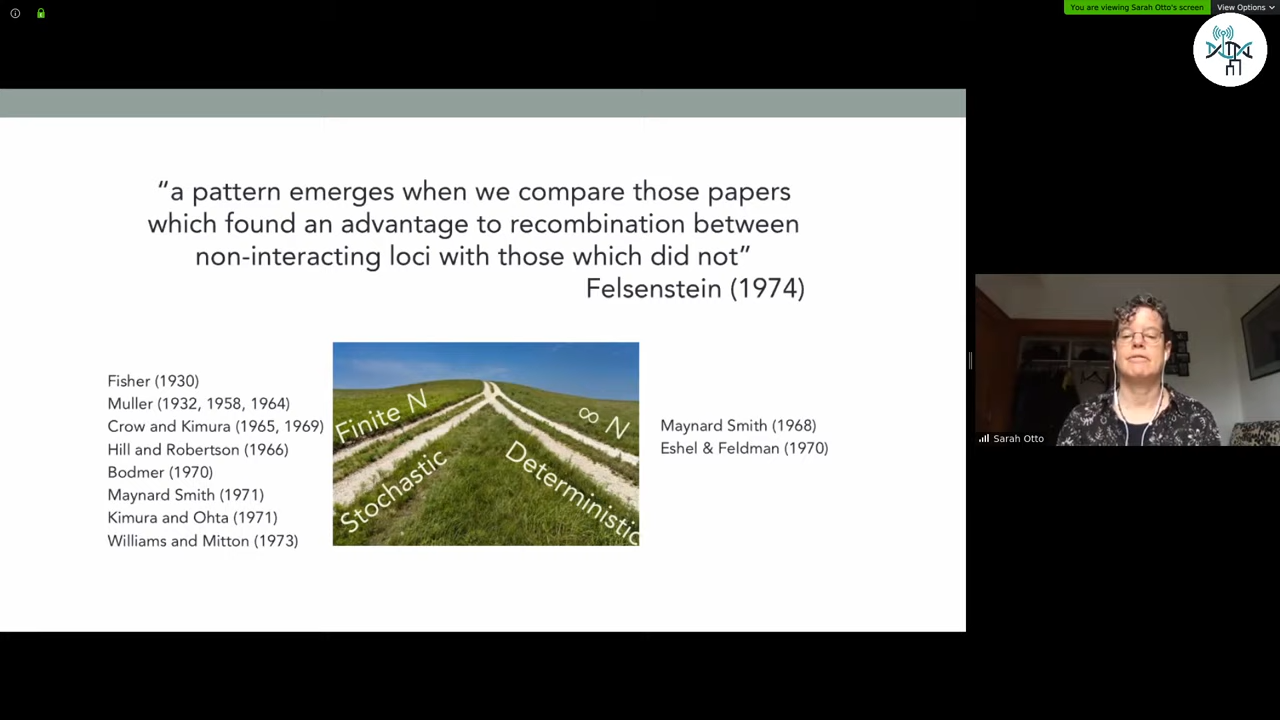 You are viewing Sarah Otto's screen
View Options
“a pattern emerges when we compare those papers
which found an advantage to recombination between
non-interacting loci with those which did not”
Felsenstein (1974)
Fisher (1930)
Muller (1932, 1958, 1964)
Crow and Kimura (1965, 1969)
Hill and Robertson (1966)
Bodmer (1970)
Maynard Smith (1971)
Kimura and Ohta (1971)
Williams and Mitton (1973)
Finite N
Stochastic
∞ N
Deterministic
Maynard Smith (1968)
Eshel & Feldman (1970)
Sarah Otto